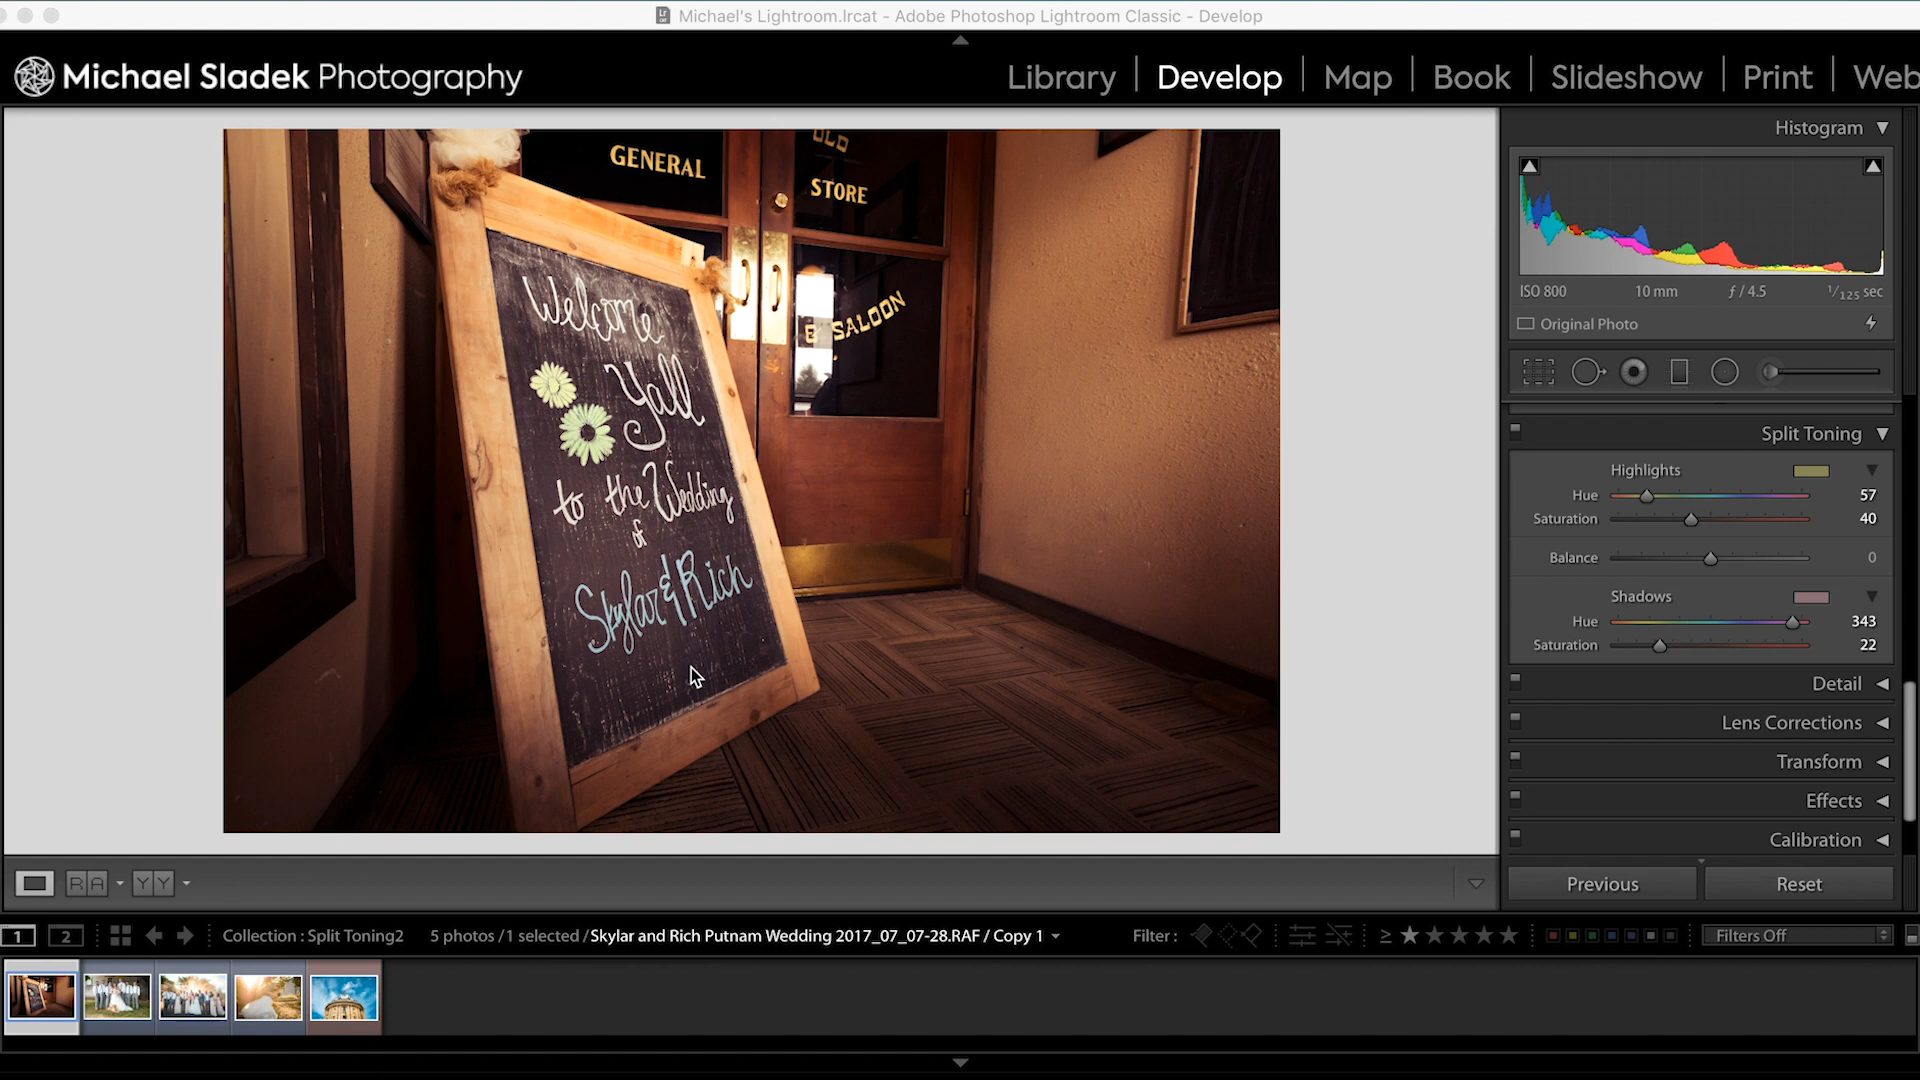 Michael's Lightroom.lrcat - Adobe Photoshop Lightroom Classic - Develop
Michael Sladek Photography
Library | Develop | Map | Book | Slideshow | Print | Web
Histogram
ISO 800 10 mm ƒ / 4.5 1/125 sec
Original Photo
Split Toning
Highlights
Hue 57
Saturation 40
Balance 0
Shadows
Hue 343
Saturation 22
Detail
Lens Corrections
Transform
Effects
Calibration
Previous Reset
GENERAL
OLD
STORE
& SALOON
Welcome
Yall
to the Wedding
of
Skylar & Rich
R A Y Y
1 2 Collection : Split Toning2 5 photos / 1 selected / Skylar and Rich Putnam Wedding 2017_07_07-28.RAF / Copy 1 Filter : ≥ ★ ★ ★ ★ ★ Filters Off